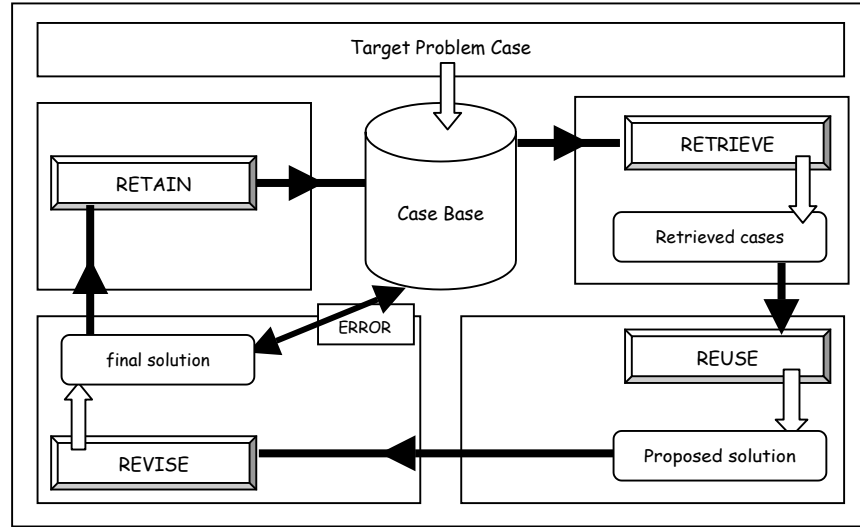 Target Problem Case
RETRIEVE
RETAIN
Case Base
Retrieved cases
ERROR
final solution
REUSE
REVISE
Proposed solution